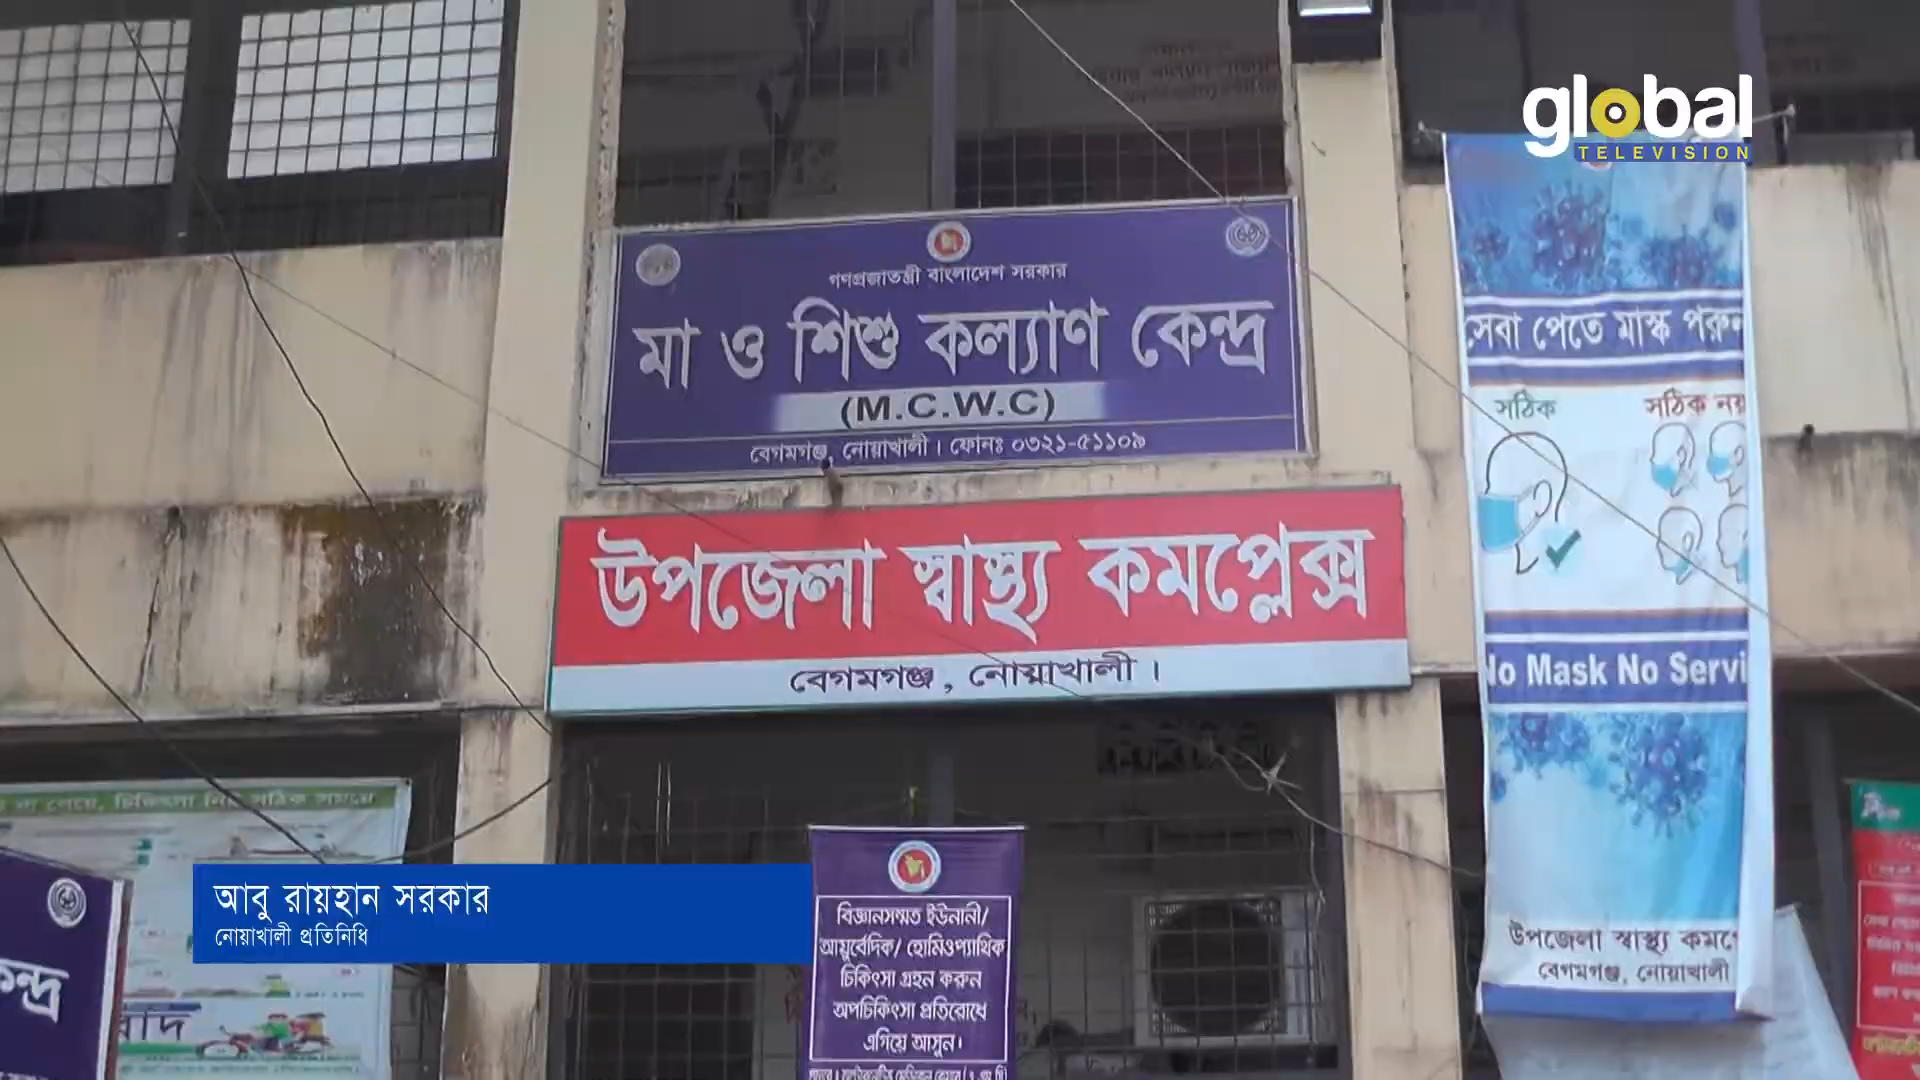 global
TELEVISION
গণপ্রজাতন্ত্রী বাংলাদেশ সরকার
মা ও শিশু কল্যাণ কেন্দ্র
(M.C.W.C)
বেগমগঞ্জ, নোয়াখালী। ফোনঃ ০৩২১-৫১১০৯
উপজেলা স্বাস্থ্য কমপ্লেক্স
বেগমগঞ্জ, নোয়াখালী।
সেবা পেতে মাস্ক পরুন
সঠিক
সঠিক নয়
No Mask No Servi
উপজেলা স্বাস্থ্য কমপ্লে
বেগমগঞ্জ, নোয়াখালী
আবু রায়হান সরকার
নোয়াখালী প্রতিনিধি
বিজ্ঞানসম্মত ইউনানী/
আয়ুর্বেদিক/ হোমিওপ্যাথিক
চিকিৎসা গ্রহন করুন
অপচিকিৎসা প্রতিরোধে
এগিয়ে আসুন।
ন্দ্র